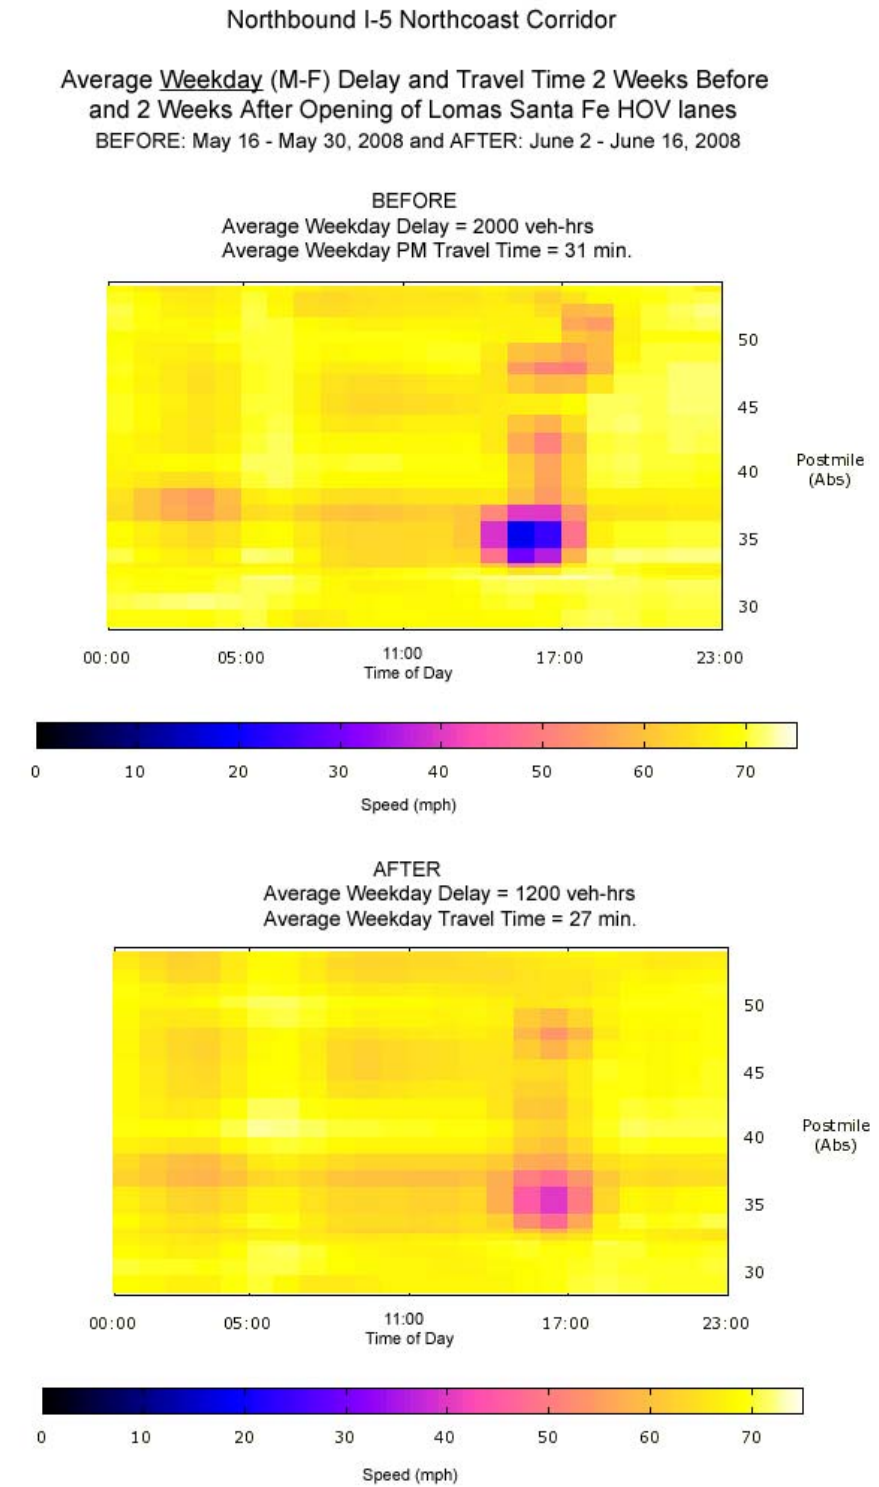 Northbound I-5 Northcoast Corridor
Average Weekday (M-F) Delay and Travel Time 2 Weeks Before
and 2 Weeks After Opening of Lomas Santa Fe HOV lanes
BEFORE: May 16 - May 30, 2008 and AFTER: June 2 - June 16, 2008
BEFORE
Average Weekday Delay = 2000 veh-hrs
Average Weekday PM Travel Time = 31 min.
50
45
40
35
30
Postmile
(Abs)
00:00 05:00 11:00 17:00 23:00
Time of Day
0 10 20 30 40 50 60 70
Speed (mph)
AFTER
Average Weekday Delay = 1200 veh-hrs
Average Weekday Travel Time = 27 min.
50
45
40
35
30
Postmile
(Abs)
00:00 05:00 11:00 17:00 23:00
Time of Day
0 10 20 30 40 50 60 70
Speed (mph)